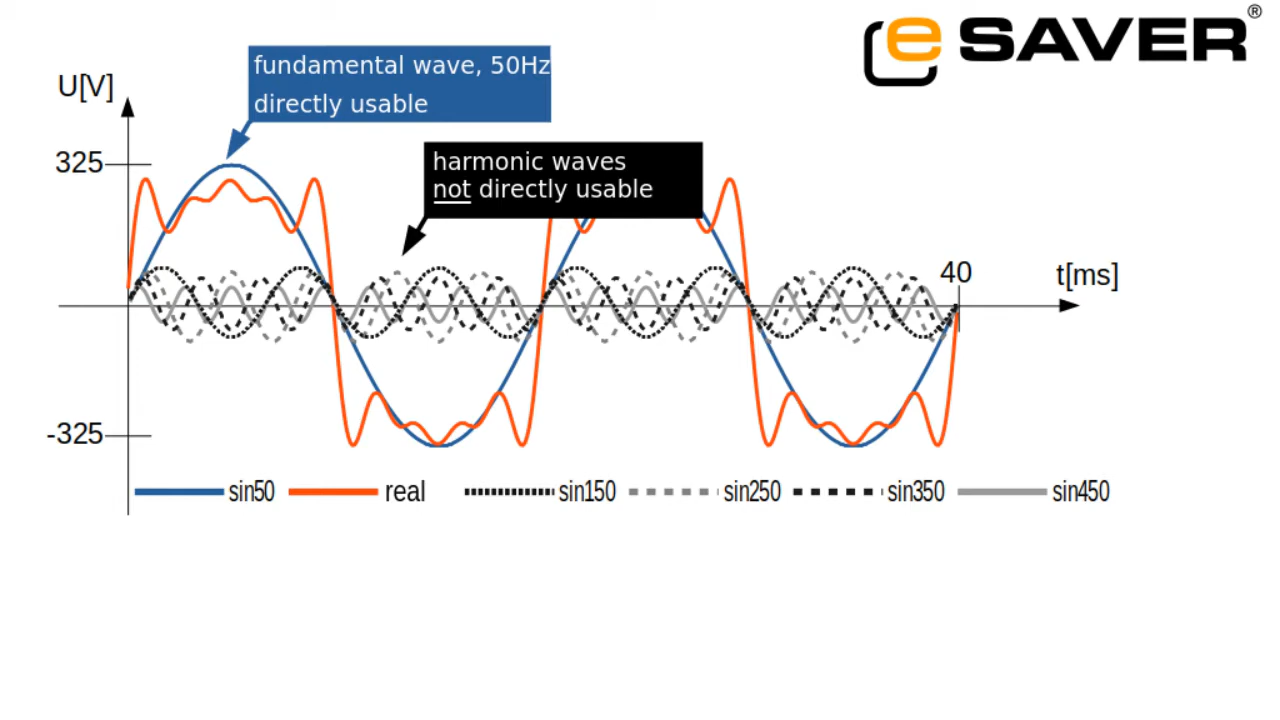 e SAVER®
fundamental wave, 50Hz
directly usable
U[V]
harmonic waves
not directly usable
325
40
t[ms]
-325
sin50 real sin150 sin250 sin350 sin450